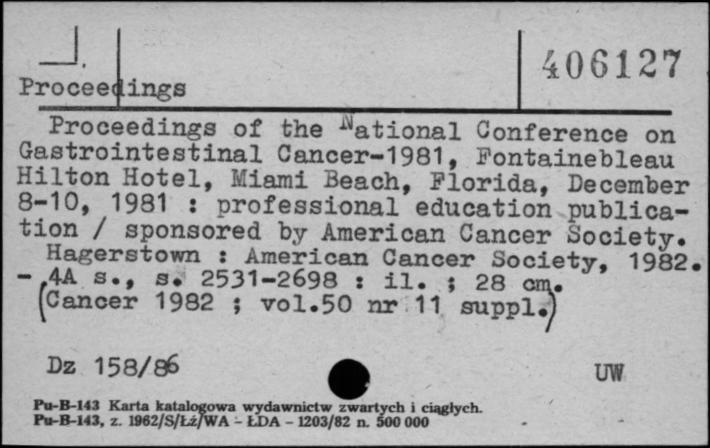 406127
Proceedings
Proceedings of the National Conference on
Gastrointestinal Cancer-1981, Fontainebleau
Hilton Hotel, Miami Beach, Florida, December
8-10, 1981 : professional education publica-
tion / sponsored by American Cancer Society.
Hagerstown : American Cancer Society, 1982.
- 4A s., s. 2531-2698 : il. ; 28 cm.
(Cancer 1982 ; vol.50 nr 11 suppl.)
Dz 158/86 UW
Pu-B-143 Karta katalogowa wydawnictw zwartych i ciągłych.
Pu-B-143, z. 1962/S/Łź/WA - ŁDA - 1203/82 n. 500 000